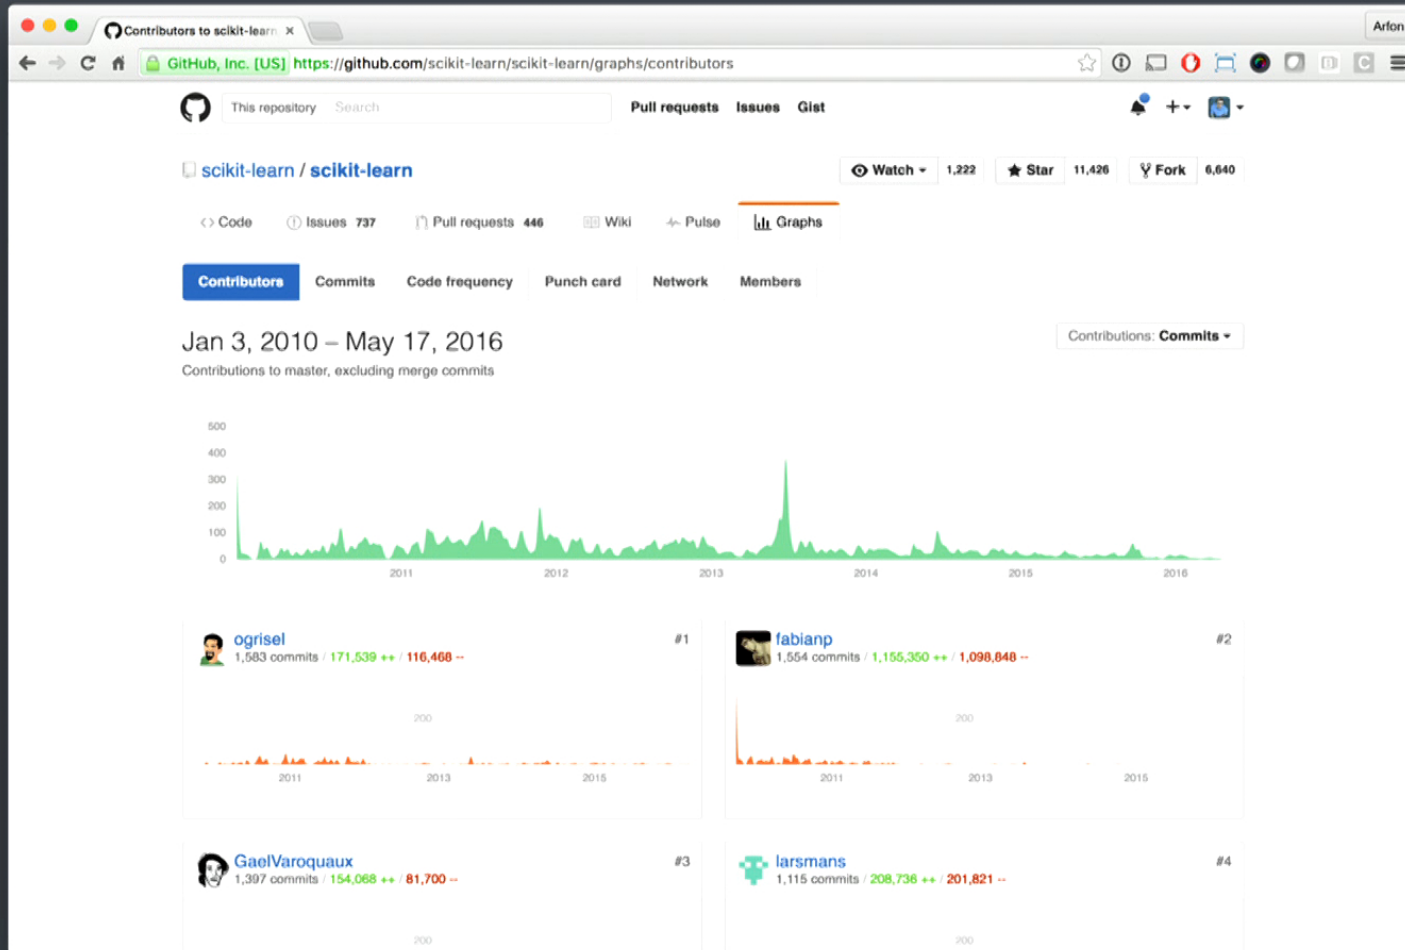 Contributors to scikit-learn
Arfon
GitHub, Inc. [US] https://github.com/scikit-learn/scikit-learn/graphs/contributors
This repository Search Pull requests Issues Gist
scikit-learn / scikit-learn Watch 1,222 Star 11,426 Fork 6,640
Code Issues 737 Pull requests 446 Wiki Pulse Graphs
Contributors Commits Code frequency Punch card Network Members
Jan 3, 2010 – May 17, 2016 Contributions: Commits
Contributions to master, excluding merge commits
500
400
300
200
100
0
2011 2012 2013 2014 2015 2016
ogrisel #1
1,583 commits / 171,539 ++ / 116,468 --
200
2011 2013 2015
fabianp #2
1,554 commits / 1,155,350 ++ / 1,098,848 --
200
2011 2013 2015
GaelVaroquaux #3
1,397 commits / 154,068 ++ / 81,700 --
200
larsmans #4
1,115 commits / 208,736 ++ / 201,821 --
200